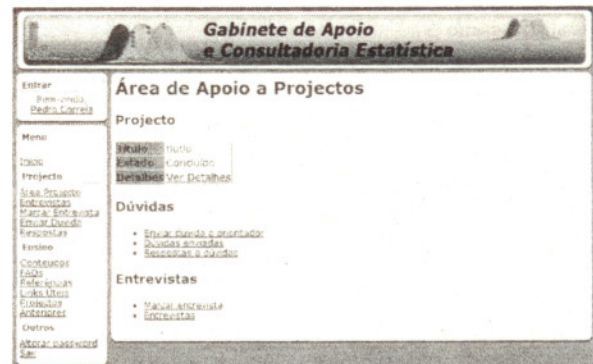 Gabinete de Apoio
e Consultadoria Estatística
Entrar
Bem-vindo,
Pedro Correia
Menu
Início
Projecto
Área Projecto
Entrevistas
Marcar Entrevista
Enviar Dúvida
Respostas
Ensino
Conteúdos
FAQs
Referências
Links Úteis
Projectos
Anteriores
Outros
Alterar password
Sair
Área de Apoio a Projectos
Projecto
Título
Estado Concluído
Detalhes Ver Detalhes
Dúvidas
Enviar dúvida a orientador
Dúvidas enviadas
Respostas a dúvidas
Entrevistas
Marcar entrevista
Entrevistas